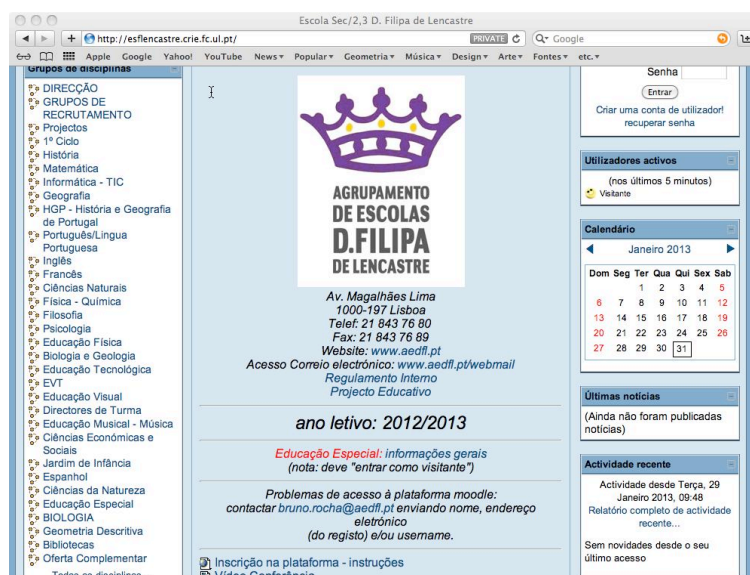 Escola Sec/2,3 D. Filipa de Lencastre
http://esflencastre.crie.fc.ul.pt/
PRIVATE
Google
Apple Google Yahoo! YouTube News Popular Geometria Música Design Arte Fontes etc.
Grupos de disciplinas
DIRECÇÃO
GRUPOS DE
RECRUTAMENTO
Projectos
1º Ciclo
História
Matemática
Informática - TIC
Geografia
HGP - História e Geografia
de Portugal
Português/Lingua
Portuguesa
Inglês
Francês
Ciências Naturais
Física - Química
Filosofia
Psicologia
Educação Física
Biologia e Geologia
Educação Tecnológica
EVT
Educação Visual
Directores de Turma
Educação Musical - Música
Ciências Económicas e
Sociais
Jardim de Infância
Espanhol
Ciências da Natureza
Educação Especial
BIOLOGIA
Geometria Descritiva
Bibliotecas
Oferta Complementar
Todas as disciplinas
AGRUPAMENTO
DE ESCOLAS
D.FILIPA
DE LENCASTRE
Av. Magalhães Lima
1000-197 Lisboa
Telef: 21 843 76 80
Fax: 21 843 76 89
Website: www.aedfl.pt
Acesso Correio electrónico: www.aedfl.pt/webmail
Regulamento Interno
Projecto Educativo
ano letivo: 2012/2013
Educação Especial: informações gerais
(nota: deve "entrar como visitante")
Problemas de acesso à plataforma moodle:
contactar bruno.rocha@aedfl.pt enviando nome, endereço
eletrónico
(do registo) e/ou username.
Inscrição na plataforma - instruções
Vídeo Conferência
Senha
Entrar
Criar uma conta de utilizador!
recuperar senha
Utilizadores activos
(nos últimos 5 minutos)
Visitante
Calendário
Janeiro 2013
Dom Seg Ter Qua Qui Sex Sab
1 2 3 4 5
6 7 8 9 10 11 12
13 14 15 16 17 18 19
20 21 22 23 24 25 26
27 28 29 30 31
Últimas notícias
(Ainda não foram publicadas
notícias)
Actividade recente
Actividade desde Terça, 29
Janeiro 2013, 09:48
Relatório completo de actividade
recente...
Sem novidades desde o seu
último acesso